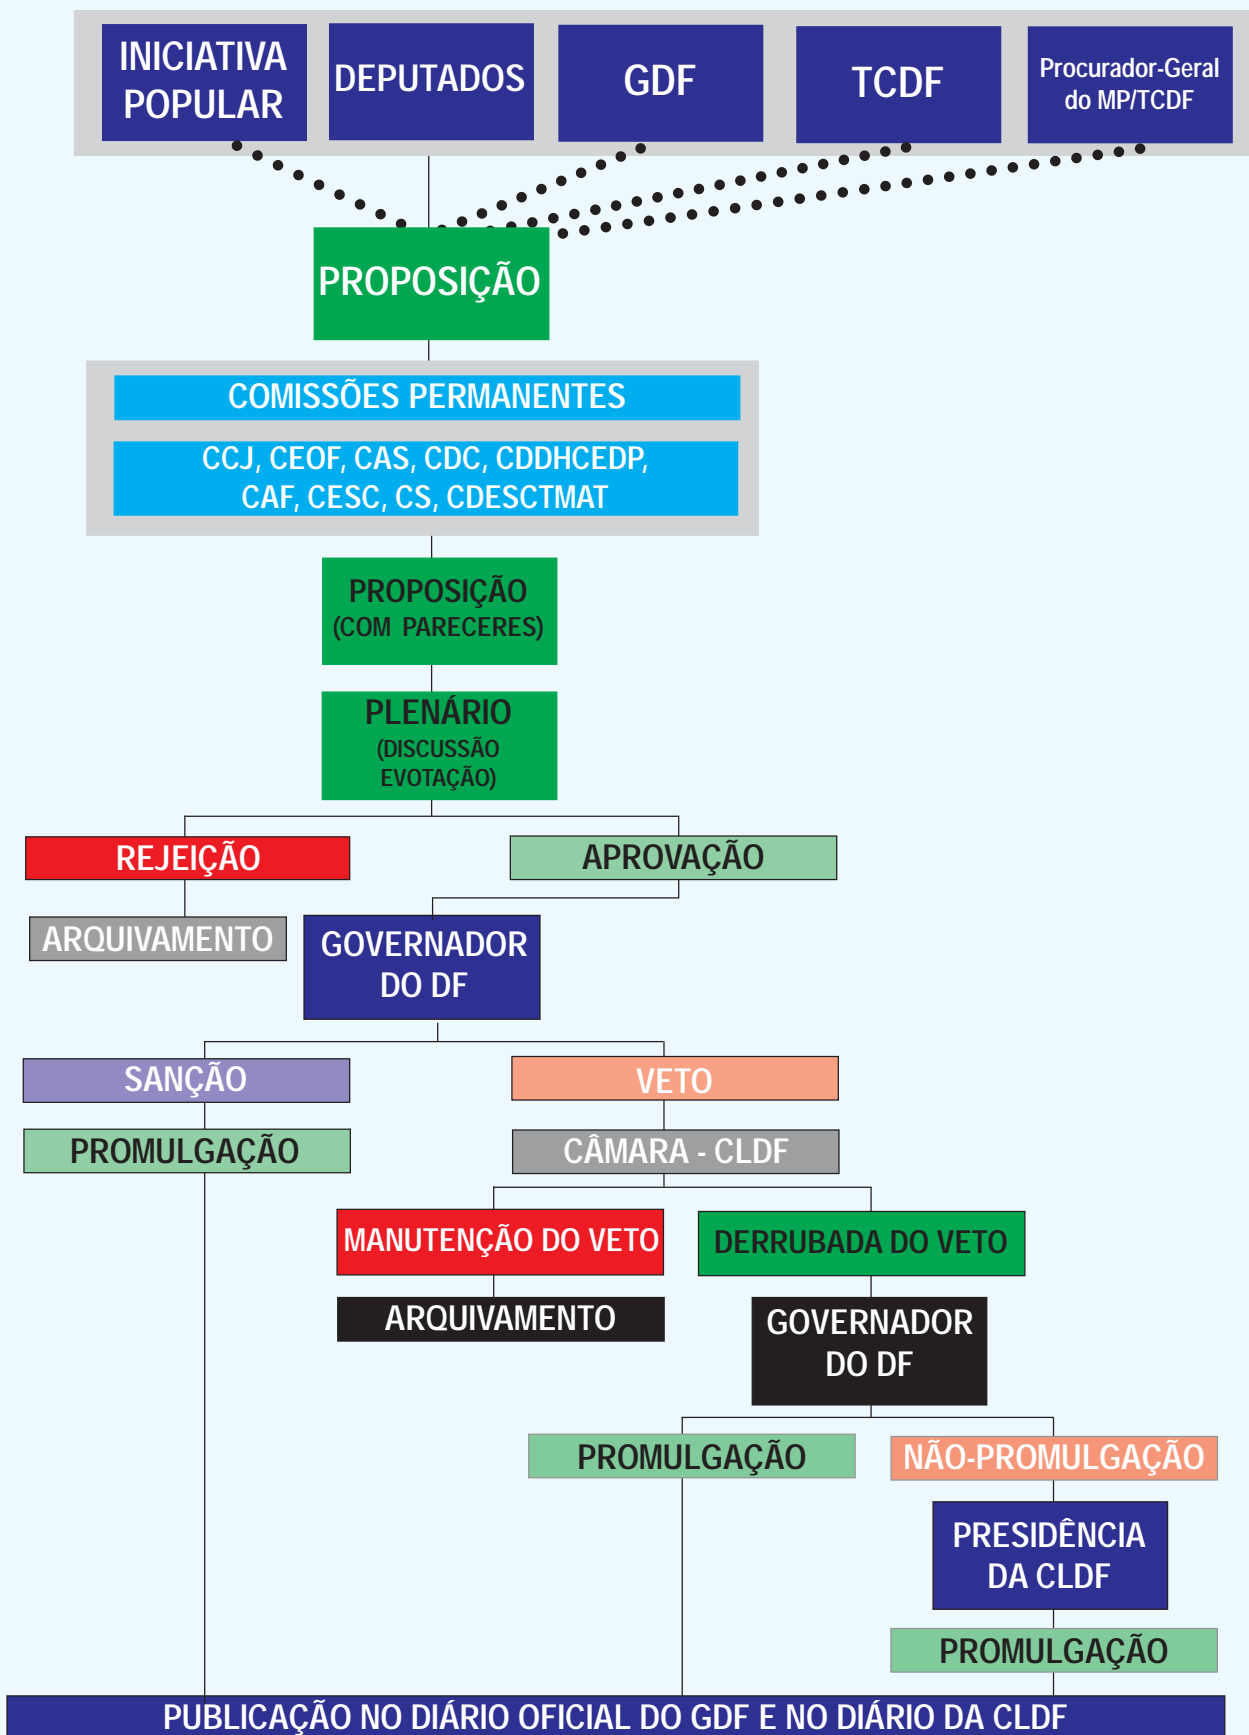 INICIATIVA
POPULAR
DEPUTADOS
GDF
TCDF
Procurador-Geral
do MP/TCDF
PROPOSIÇÃO
COMISSÕES PERMANENTES
CCJ, CEOF, CAS, CDC, CDDHCEDP,
CAF, CESC, CS, CDESCTMAT
PROPOSIÇÃO
(COM PARECERES)
PLENÁRIO
(DISCUSSÃO
EVOTAÇÃO)
REJEIÇÃO
APROVAÇÃO
ARQUIVAMENTO
GOVERNADOR
DO DF
SANÇÃO
VETO
PROMULGAÇÃO
CÂMARA - CLDF
MANUTENÇÃO DO VETO
DERRUBADA DO VETO
ARQUIVAMENTO
GOVERNADOR
DO DF
PROMULGAÇÃO
NÃO-PROMULGAÇÃO
PRESIDÊNCIA
DA CLDF
PROMULGAÇÃO
PUBLICAÇÃO NO DIÁRIO OFICIAL DO GDF E NO DIÁRIO DA CLDF